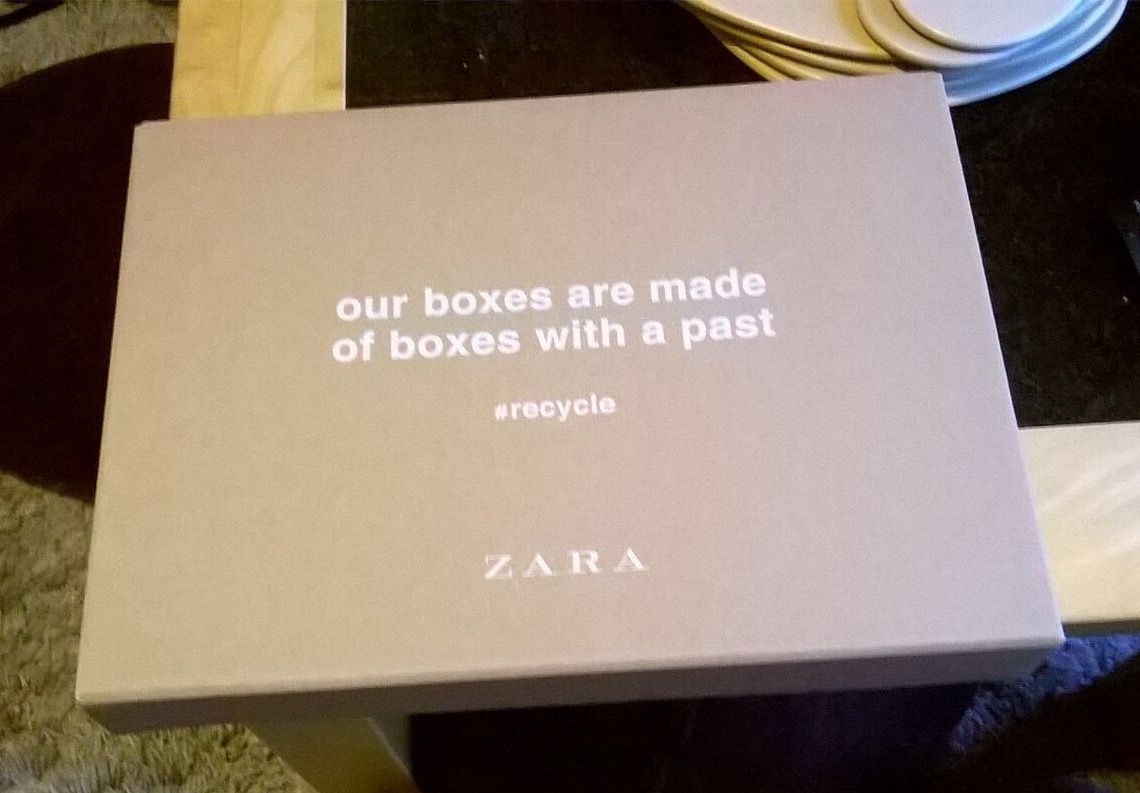 our boxes are made
of boxes with a past
#recycle
ZARA